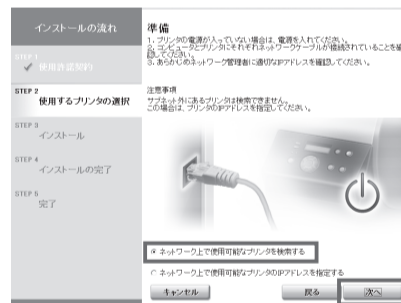 インストールの流れ
STEP 1
使用許諾契約
STEP 2
使用するプリンタの選択
STEP 3
インストール
STEP 4
インストールの完了
STEP 5
完了
準備
1. プリンタの電源が入っていない場合は、電源を入れてください。
2. コンピュータとプリンタにそれぞれネットワークケーブルが接続されていることを確
認してください。
3. あらかじめネットワーク管理者に適切なIPアドレスを確認してください。
注意事項
サブネット外にあるプリンタは検索できません。
この場合は、プリンタのIPアドレスを指定してください。
ネットワーク上で使用可能なプリンタを検索する
ネットワーク上で使用可能なプリンタのIPアドレスを指定する
キャンセル
戻る
次へ